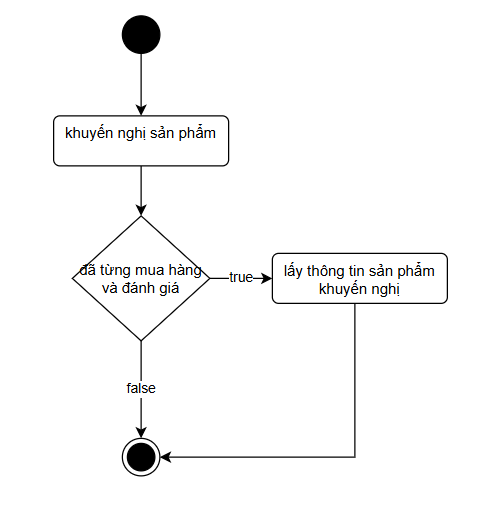 khuyến nghị sản phẩm
đã từng mua hàng
và đánh giá
true
lấy thông tin sản phẩm
khuyến nghị
false